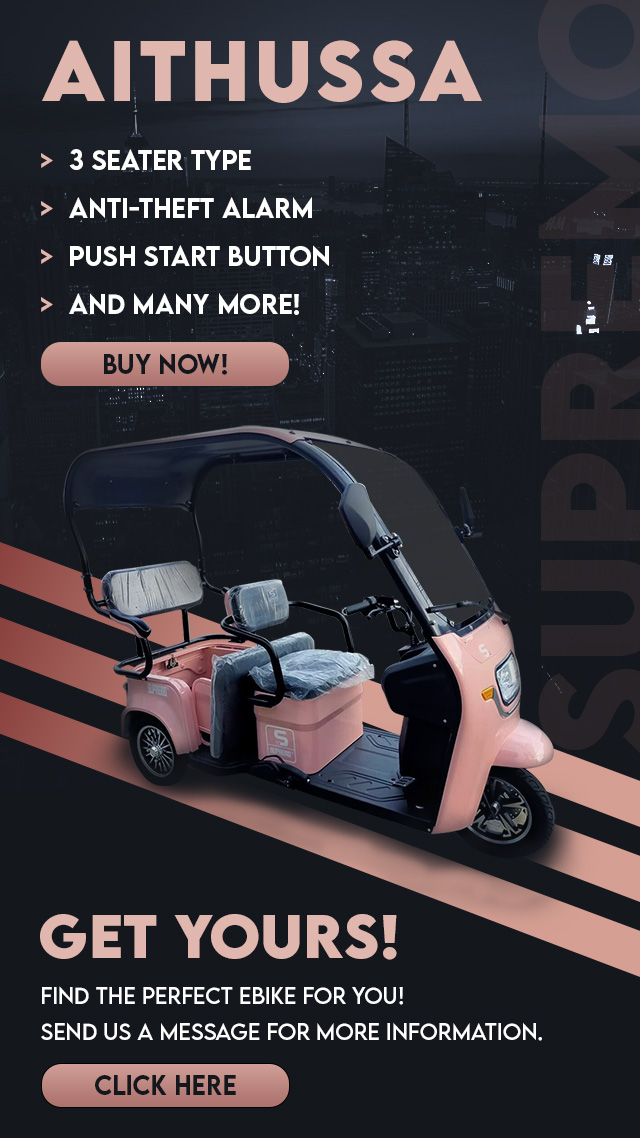 AITHUSSA
> 3 SEATER TYPE
> ANTI-THEFT ALARM
> PUSH START BUTTON
> AND MANY MORE!
BUY NOW!
SUPREMO
S
S
GET YOURS!
FIND THE PERFECT EBIKE FOR YOU!
SEND US A MESSAGE FOR MORE INFORMATION.
CLICK HERE